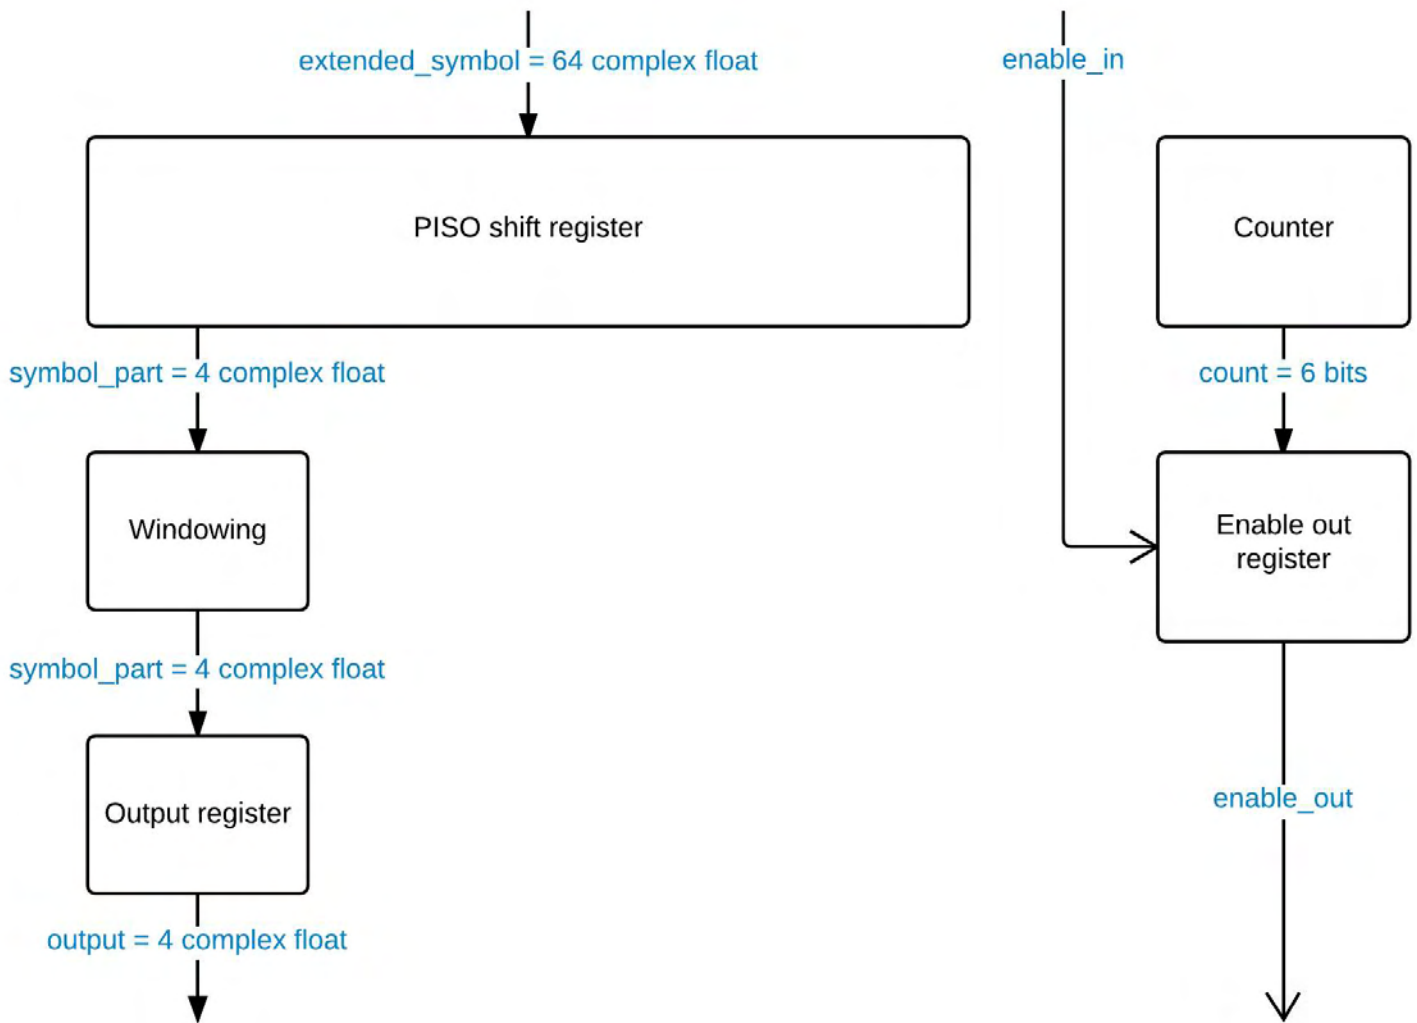 extended_symbol = 64 complex float
enable_in
PISO shift register
Counter
symbol_part = 4 complex float
count = 6 bits
Windowing
Enable out
register
symbol_part = 4 complex float
enable_out
Output register
output = 4 complex float